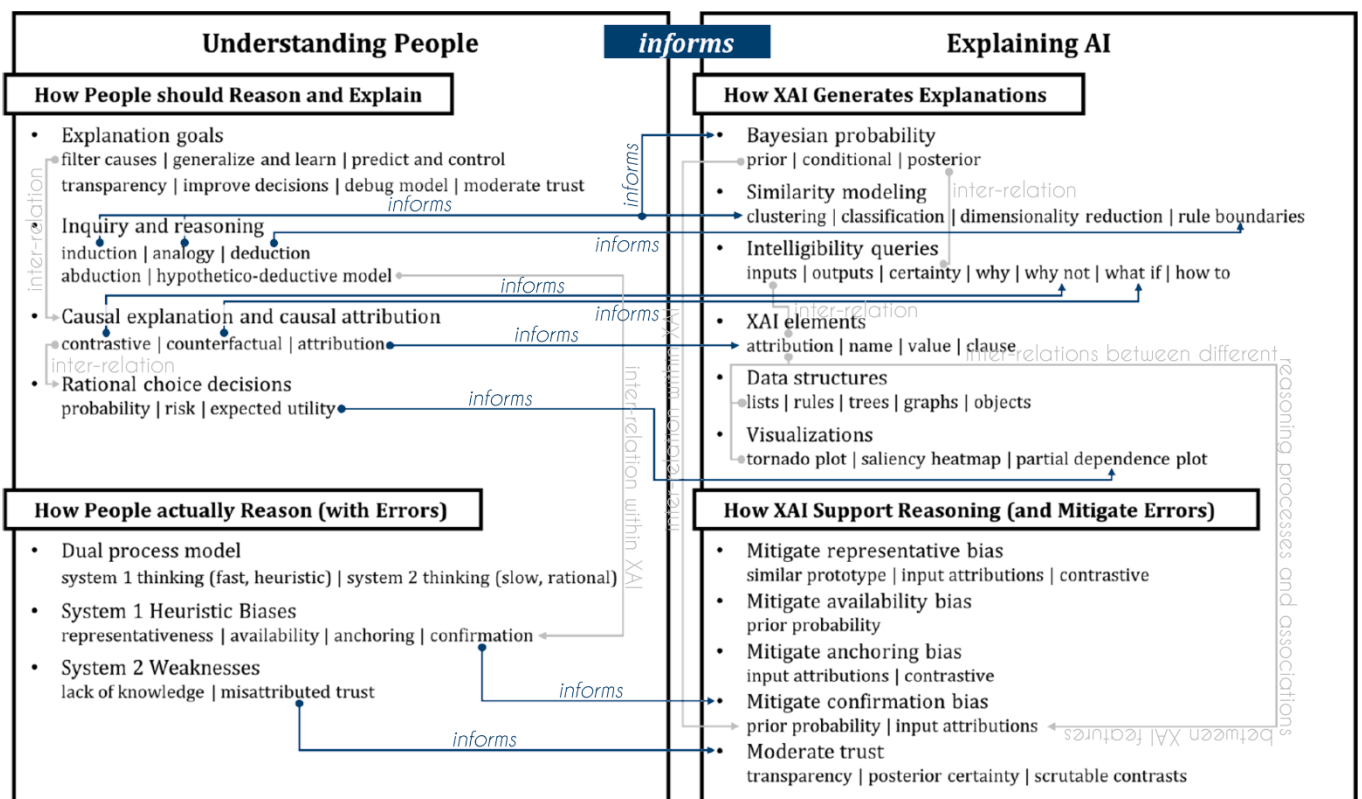 Understanding People
informs
Explaining AI
How People should Reason and Explain
• Explanation goals
filter causes | generalize and learn | predict and control
transparency | improve decisions | debug model | moderate trust
informs
inter-relation
• Inquiry and reasoning
induction | analogy | deduction
abduction | hypothetico-deductive model
informs
informs
informs
• Causal explanation and causal attribution
informs
contrastive | counterfactual | attribution
informs
inter-relation
• Rational choice decisions
probability | risk | expected utility
informs
inter-relation within XAI
inter-relation within XAI
How People actually Reason (with Errors)
• Dual process model
system 1 thinking (fast, heuristic) | system 2 thinking (slow, rational)
• System 1 Heuristic Biases
representativeness | availability | anchoring | confirmation
• System 2 Weaknesses
lack of knowledge | misattributed trust
informs
informs
How XAI Generates Explanations
• Bayesian probability
prior | conditional | posterior
inter-relation
• Similarity modeling
clustering | classification | dimensionality reduction | rule boundaries
• Intelligibility queries
inputs | outputs | certainty | why | why not | what if | how to
inter-relation
• XAI elements
attribution | name | value | clause
inter-relations between different
reasoning processes and associations
between XAI features
• Data structures
lists | rules | trees | graphs | objects
• Visualizations
tornado plot | saliency heatmap | partial dependence plot
How XAI Support Reasoning (and Mitigate Errors)
• Mitigate representative bias
similar prototype | input attributions | contrastive
• Mitigate availability bias
prior probability
• Mitigate anchoring bias
input attributions | contrastive
• Mitigate confirmation bias
prior probability | input attributions
• Moderate trust
transparency | posterior certainty | scrutable contrasts